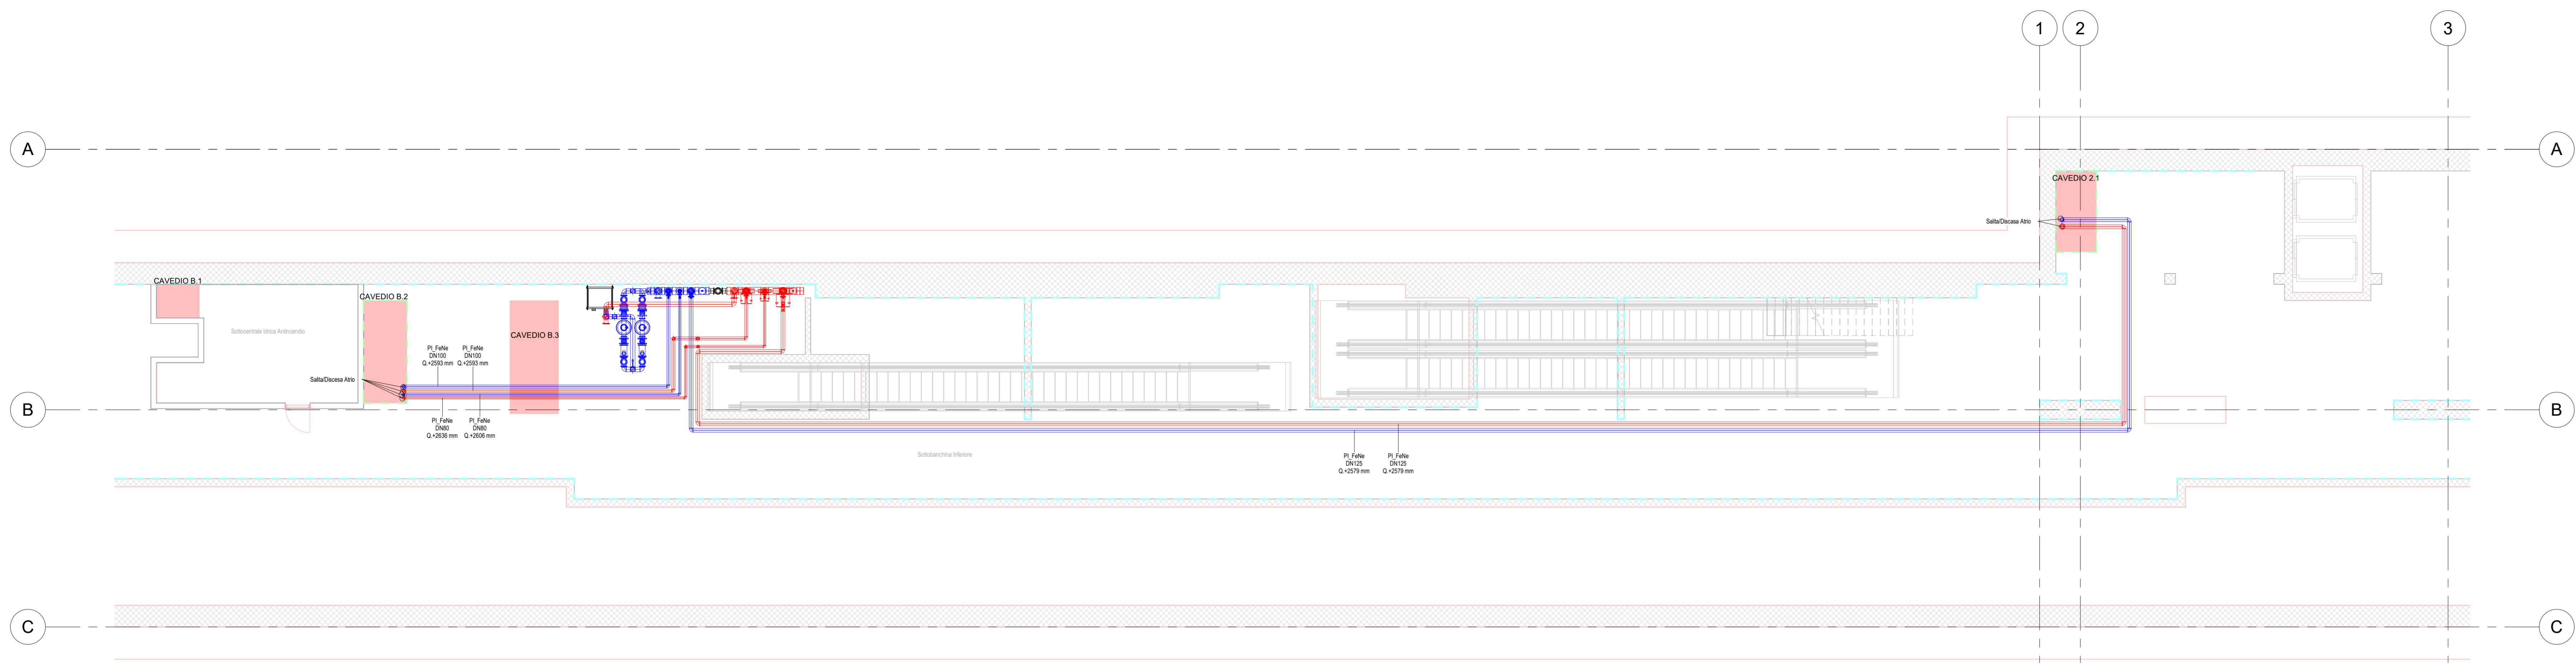 1
2
3
A
A
CAVEDIO 2.1
Salita/Discasa Atrio
CAVEDIO B.1
CAVEDIO B.2
Sottocentrale Idrica Antincendio
CAVEDIO B.3
PI_FeNe
DN100
Q.+2593 mm
PI_FeNe
DN100
Q.+2593 mm
Salita/Discesa Atrio
B
B
PI_FeNe
DN80
Q.+2636 mm
PI_FeNe
DN80
Q.+2606 mm
Sottobanchina Inferiore
PI_FeNe
DN125
Q.+2579 mm
PI_FeNe
DN125
Q.+2579 mm
C
C